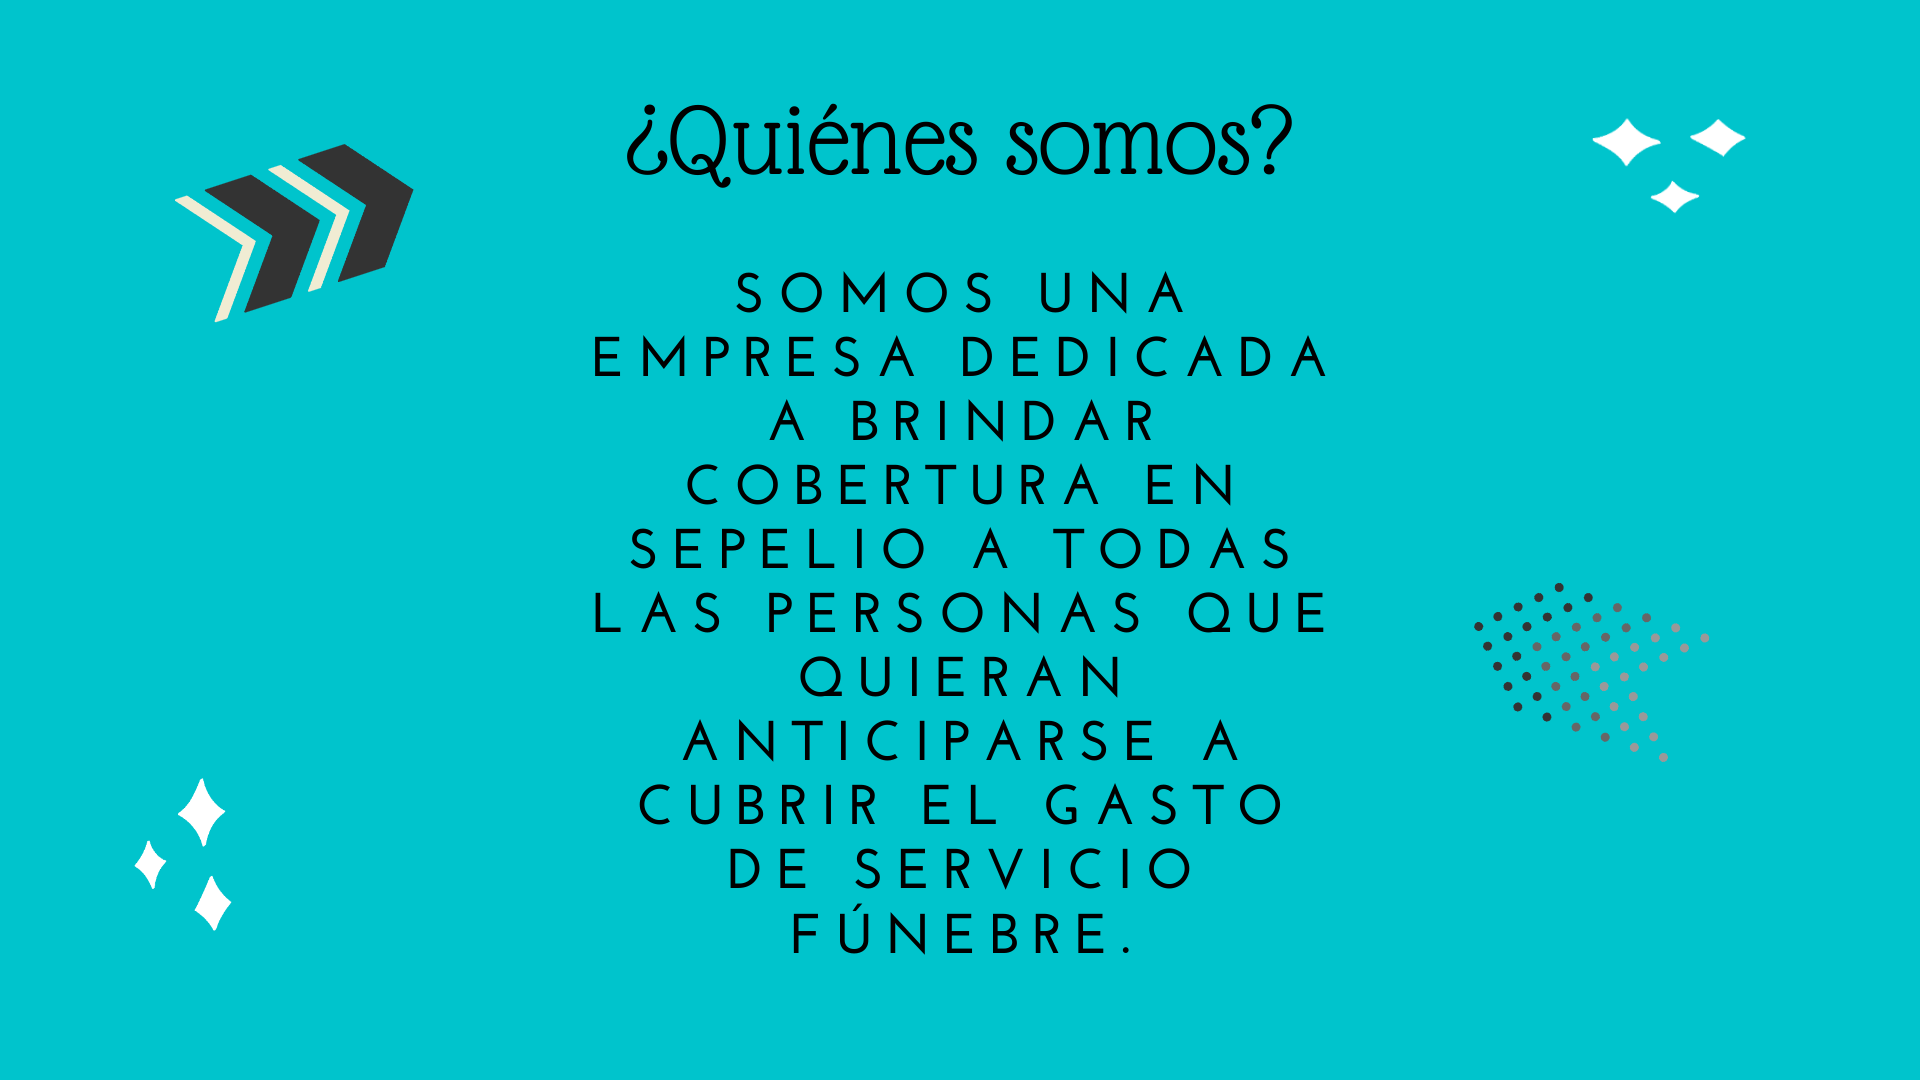 ¿Quiénes somos?
SOMOS UNA
EMPRESA DEDICADA
A BRINDAR
COBERTURA EN
SEPELIO A TODAS
LAS PERSONAS QUE
QUIERAN
ANTICIPARSE A
CUBRIR EL GASTO
DE SERVICIO
FÚNEBRE.